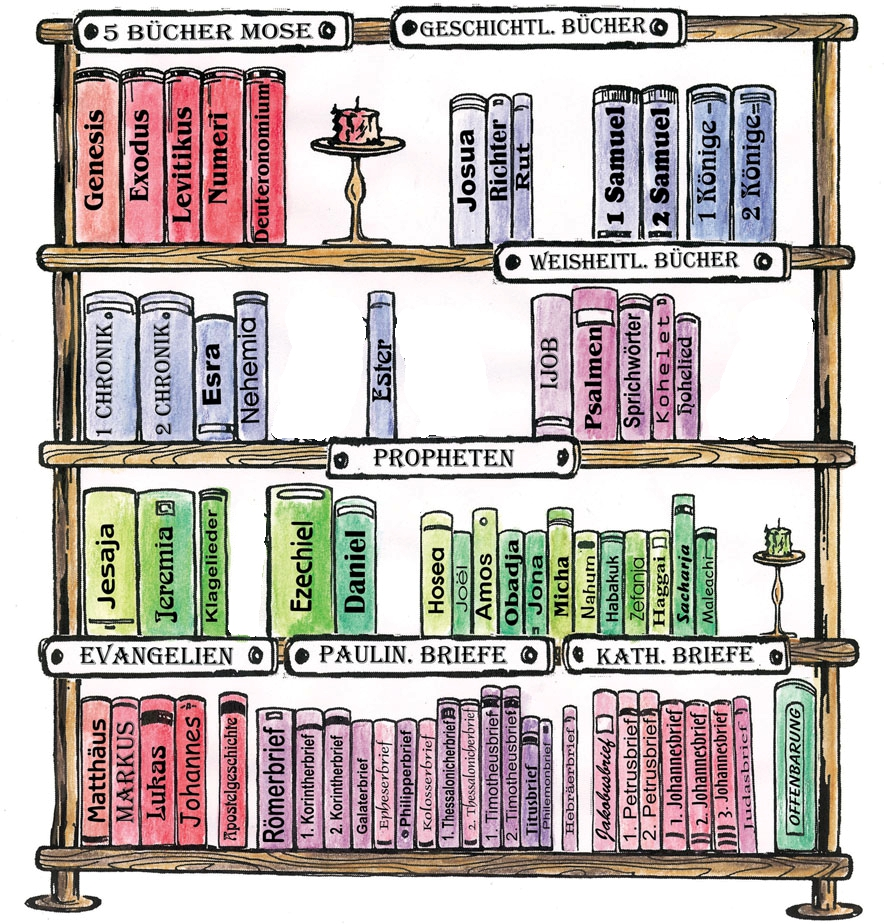 5 BÜCHER MOSE
GESCHICHTL. BÜCHER
Genesis
Exodus
Levitikus
Numeri
Deuteronomium
Josua
Richter
Rut
1 Samuel
2 Samuel
1 Könige
2 Könige
WEISHEITL. BÜCHER
1 CHRONIK.
2 CHRONIK.
Esra
Nehemia
Ester
IJOB
Psalmen
Sprichwörter
Kohelet
Hohelied
PROPHETEN
Jesaja
Jeremia
Klagelieder
Ezechiel
Daniel
Hosea
Joël
Amos
Obadja
Jona
Micha
Nahum
Habakuk
Zefanja
Haggai
Sacharja
Maleachi
EVANGELIEN
PAULIN. BRIEFE
KATH. BRIEFE
Matthäus
MARKUS
Lukas
Johannes
Apostelgeschichte
Römerbrief
1. Korintherbrief
2. Korintherbrief
Galaterbrief
Epheserbrief
Philipperbrief
Kolosserbrief
1. Thessalonicherbrief
2. Thessalonicherbrief
1. Timotheusbrief
2. Timotheusbrief
Titusbrief
Philemonbrief
Hebräerbrief
Jakobusbrief
1. Petrusbrief
2. Petrusbrief
1. Johannesbrief
2. Johannesbrief
3. Johannesbrief
Judasbrief
OFFENBARUNG